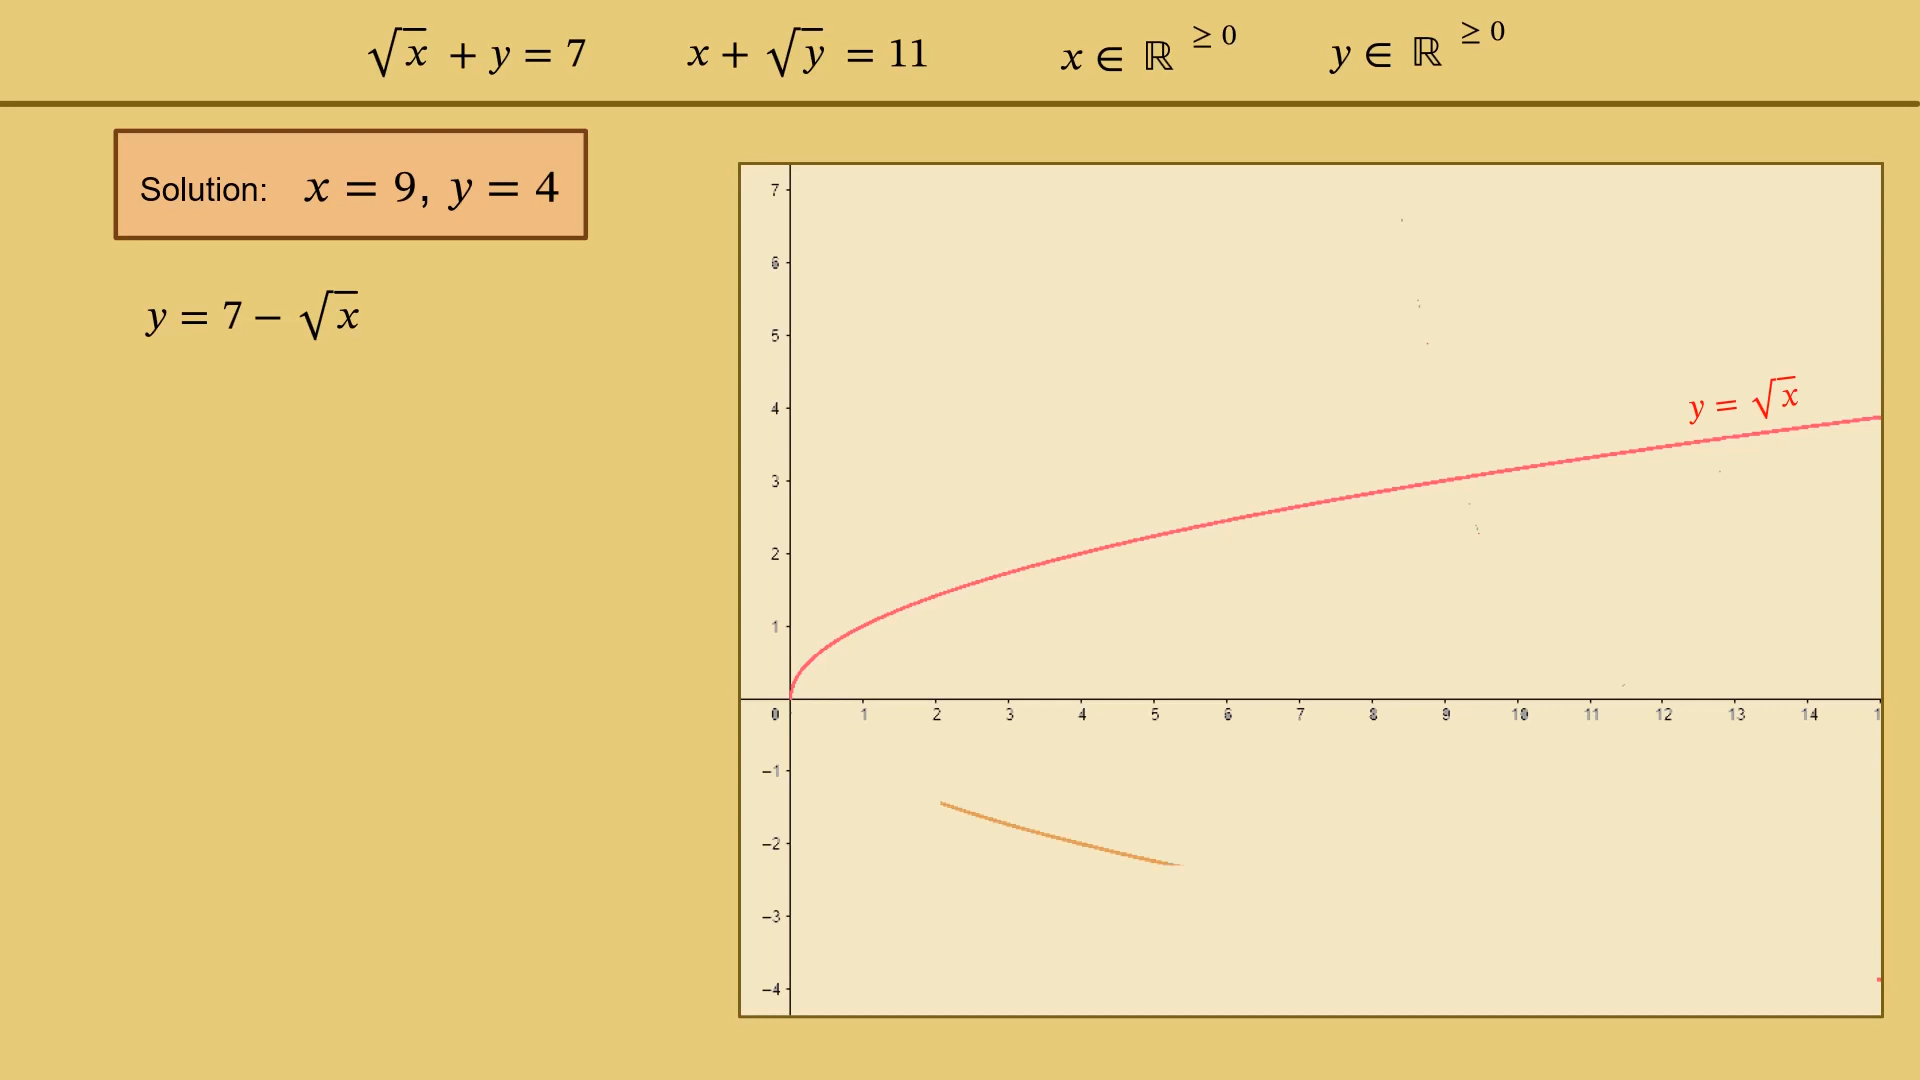 √x + y = 7 x + √y = 11 x ∈ ℝ ≥ 0 y ∈ ℝ ≥ 0
Solution: x = 9, y = 4
y = 7 − √x
7
6
5
4
3
2
1
0 1 2 3 4 5 6 7 8 9 10 11 12 13 14 1
−1
−2
−3
−4
y = √x